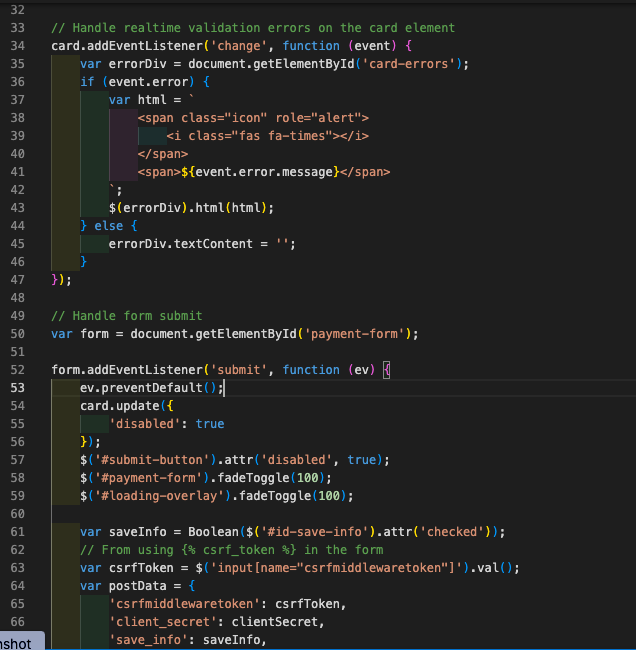 32
33 // Handle realtime validation errors on the card element
34 card.addEventListener('change', function (event) {
35     var errorDiv = document.getElementById('card-errors');
36     if (event.error) {
37         var html = `
38             <span class="icon" role="alert">
39                 <i class="fas fa-times"></i>
40             </span>
41             <span>${event.error.message}</span>
42         `;
43         $(errorDiv).html(html);
44     } else {
45         errorDiv.textContent = '';
46     }
47 });
48
49 // Handle form submit
50 var form = document.getElementById('payment-form');
51
52 form.addEventListener('submit', function (ev) {
53     ev.preventDefault();
54     card.update({
55         'disabled': true
56     });
57     $('#submit-button').attr('disabled', true);
58     $('#payment-form').fadeToggle(100);
59     $('#loading-overlay').fadeToggle(100);
60
61     var saveInfo = Boolean($('#id-save-info').attr('checked'));
62     // From using {% csrf_token %} in the form
63     var csrfToken = $('input[name="csrfmiddlewaretoken"]').val();
64     var postData = {
65         'csrfmiddlewaretoken': csrfToken,
66         'client_secret': clientSecret,
        'save_info': saveInfo,
nshot